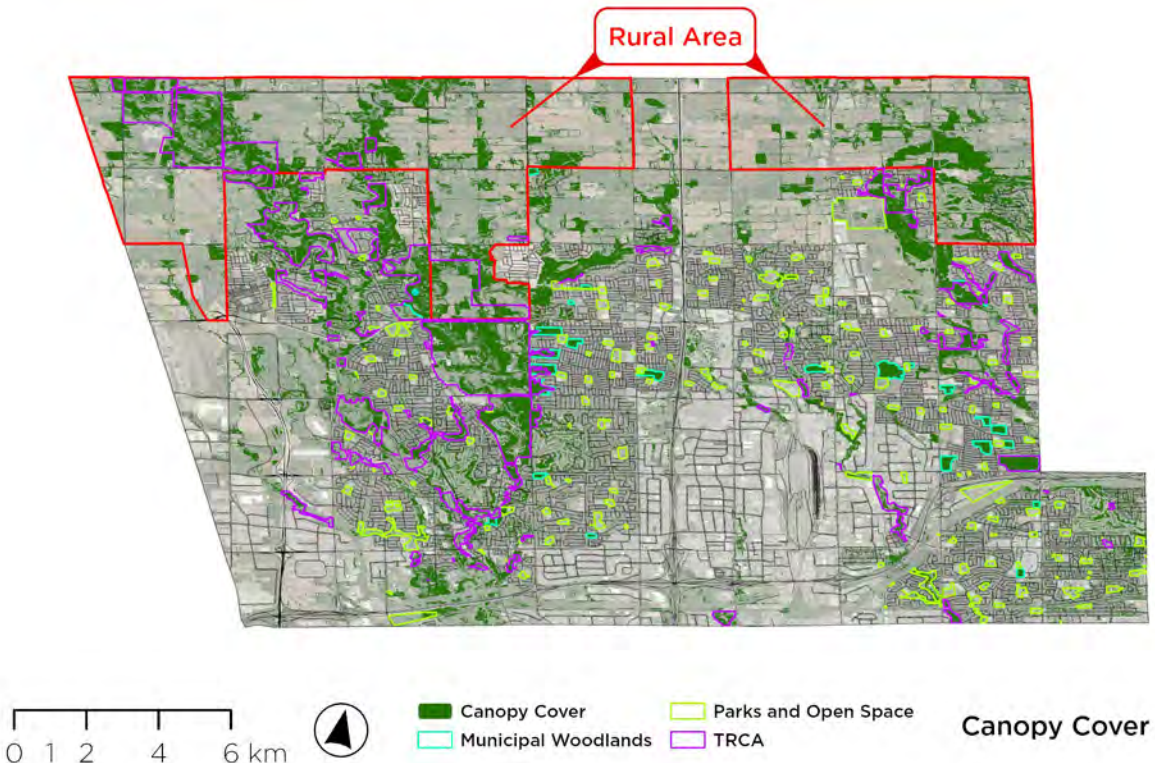 Rural Area
0 1 2 4 6 km
Canopy Cover
Municipal Woodlands
Parks and Open Space
TRCA
Canopy Cover